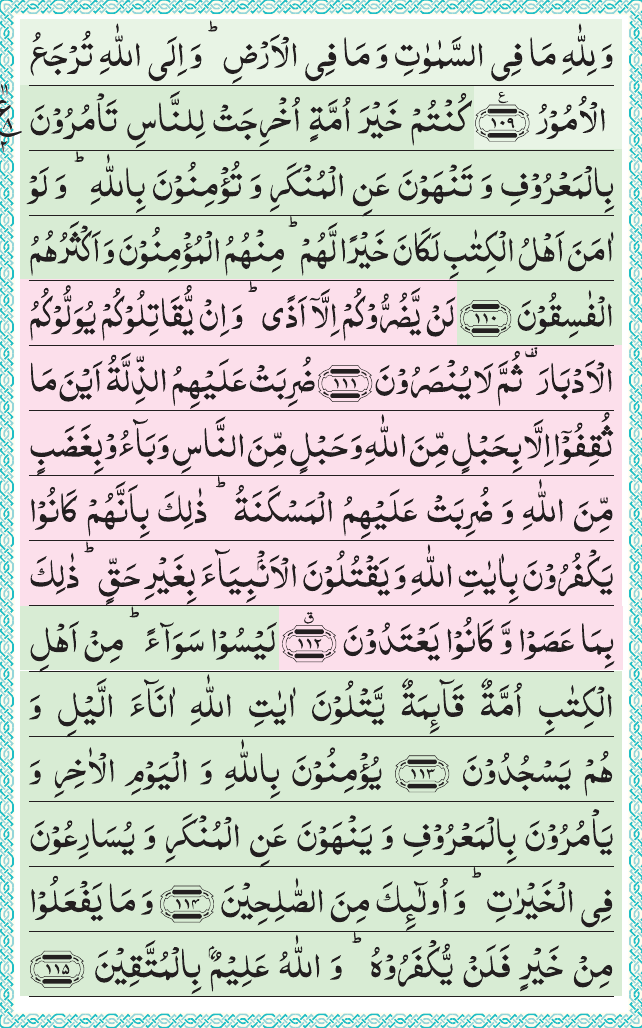 وَلِلّٰهِ مَا فِی السَّمٰوٰتِ وَ مَا فِی الْاَرْضِ ؕ وَ اِلَی اللّٰهِ تُرْجَعُ
الْاُمُوْرُ ﴿۱۰۹﴾ کُنْتُمْ خَیْرَ اُمَّةٍ اُخْرِجَتْ لِلنَّاسِ تَاْمُرُوْنَ
بِالْمَعْرُوْفِ وَ تَنْهَوْنَ عَنِ الْمُنْکَرِ وَ تُؤْمِنُوْنَ بِاللّٰهِ ؕ وَ لَوْ
اٰمَنَ اَهْلُ الْکِتٰبِ لَکَانَ خَیْرًا لَّهُمْ ؕ مِنْهُمُ الْمُؤْمِنُوْنَ وَ اَکْثَرُهُمُ
الْفٰسِقُوْنَ ﴿۱۱۰﴾ لَنْ یَّضُرُّوْکُمْ اِلَّاۤ اَذًی ؕ وَ اِنْ یُّقَاتِلُوْکُمْ یُوَلُّوْکُمُ
الْاَدْبَارَ ۟ ثُمَّ لَا یُنْصَرُوْنَ ﴿۱۱۱﴾ ضُرِبَتْ عَلَیْهِمُ الذِّلَّةُ اَیْنَ مَا
ثُقِفُوْۤا اِلَّا بِحَبْلٍ مِّنَ اللّٰهِ وَ حَبْلٍ مِّنَ النَّاسِ وَ بَآءُوْ بِغَضَبٍ
مِّنَ اللّٰهِ وَ ضُرِبَتْ عَلَیْهِمُ الْمَسْکَنَةُ ؕ ذٰلِکَ بِاَنَّهُمْ کَانُوْا
یَکْفُرُوْنَ بِاٰیٰتِ اللّٰهِ وَ یَقْتُلُوْنَ الْاَنْۢبِیَآءَ بِغَیْرِ حَقٍّ ؕ ذٰلِکَ
بِمَا عَصَوْا وَّ کَانُوْا یَعْتَدُوْنَ ﴿۱۱۲﴾ لَیْسُوْا سَوَآءً ؕ مِنْ اَهْلِ
الْکِتٰبِ اُمَّةٌ قَآئِمَةٌ یَّتْلُوْنَ اٰیٰتِ اللّٰهِ اٰنَآءَ الَّیْلِ وَ
هُمْ یَسْجُدُوْنَ ﴿۱۱۳﴾ یُؤْمِنُوْنَ بِاللّٰهِ وَ الْیَوْمِ الْاٰخِرِ وَ
یَاْمُرُوْنَ بِالْمَعْرُوْفِ وَ یَنْهَوْنَ عَنِ الْمُنْکَرِ وَ یُسَارِعُوْنَ
فِی الْخَیْرٰتِ ؕ وَ اُولٰٓئِکَ مِنَ الصّٰلِحِیْنَ ﴿۱۱۴﴾ وَ مَا یَفْعَلُوْا
مِنْ خَیْرٍ فَلَنْ یُّکْفَرُوْهُ ؕ وَ اللّٰهُ عَلِیْمٌۢ بِالْمُتَّقِیْنَ ﴿۱۱۵﴾